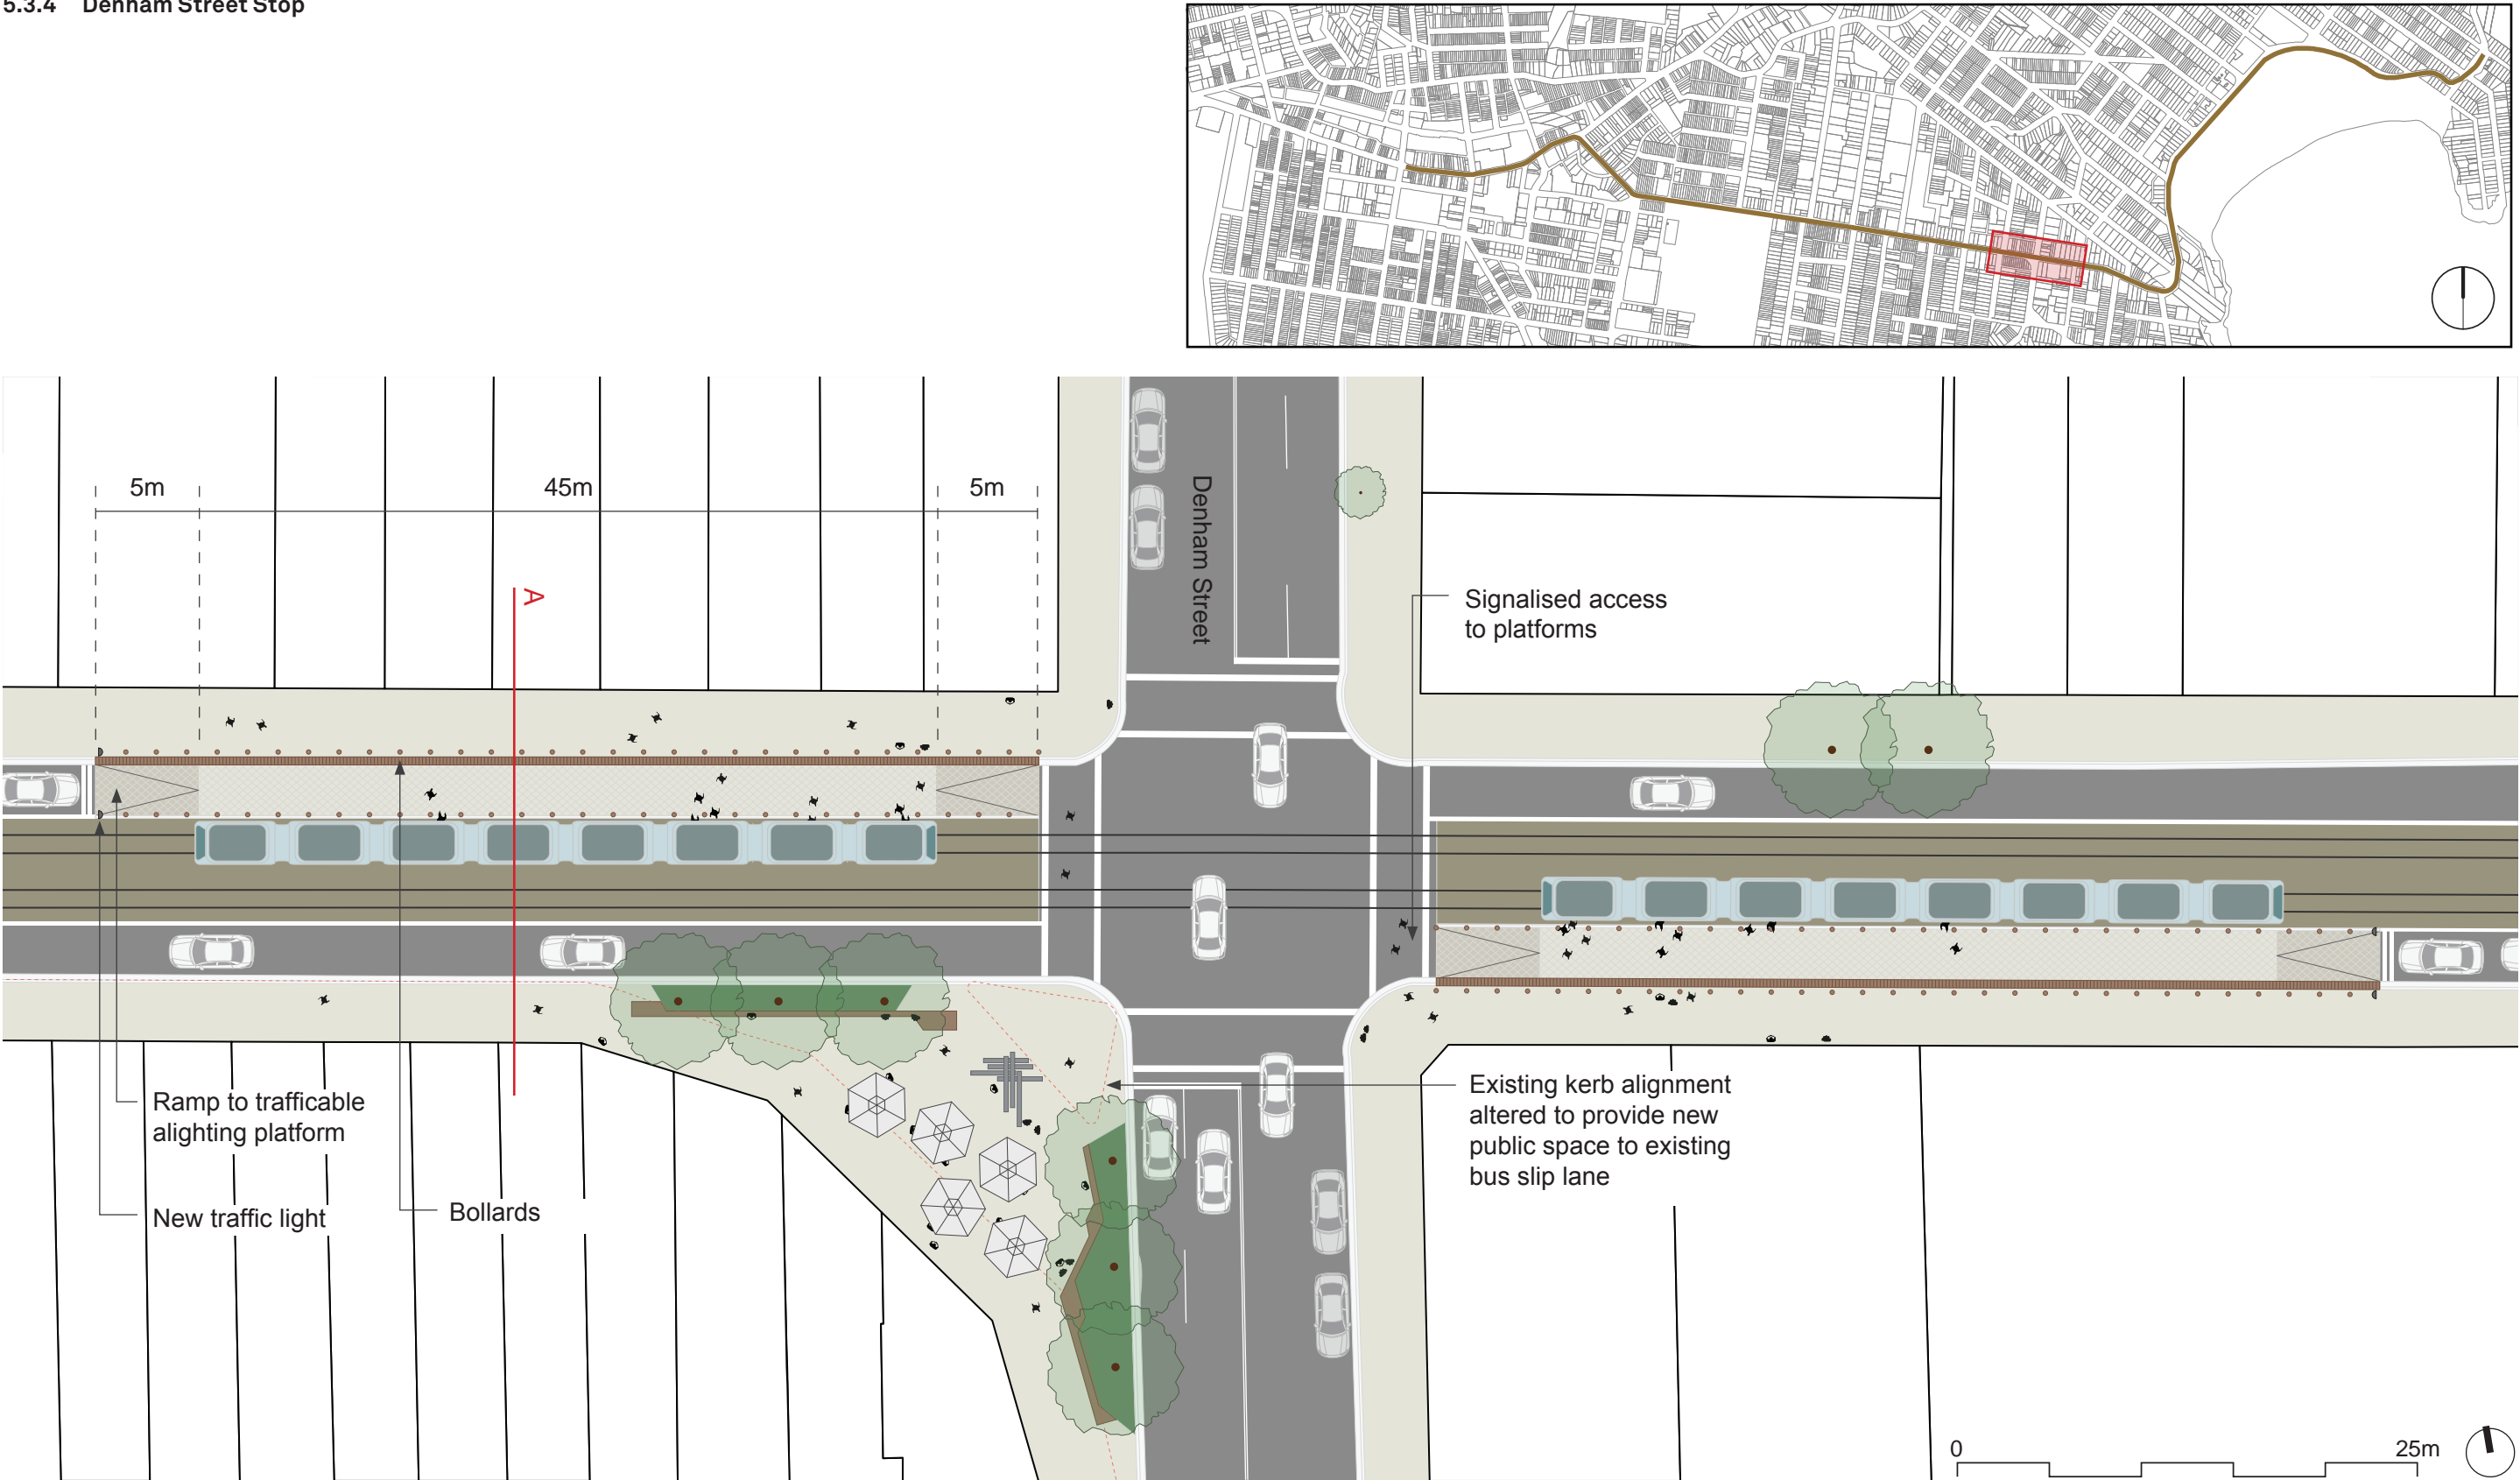 5.3.4 Denham Street Stop
5m
45m
5m
Denham Street
A
Signalised access
to platforms
Ramp to trafficable
alighting platform
New traffic light
Bollards
Existing kerb alignment
altered to provide new
public space to existing
bus slip lane
0
25m